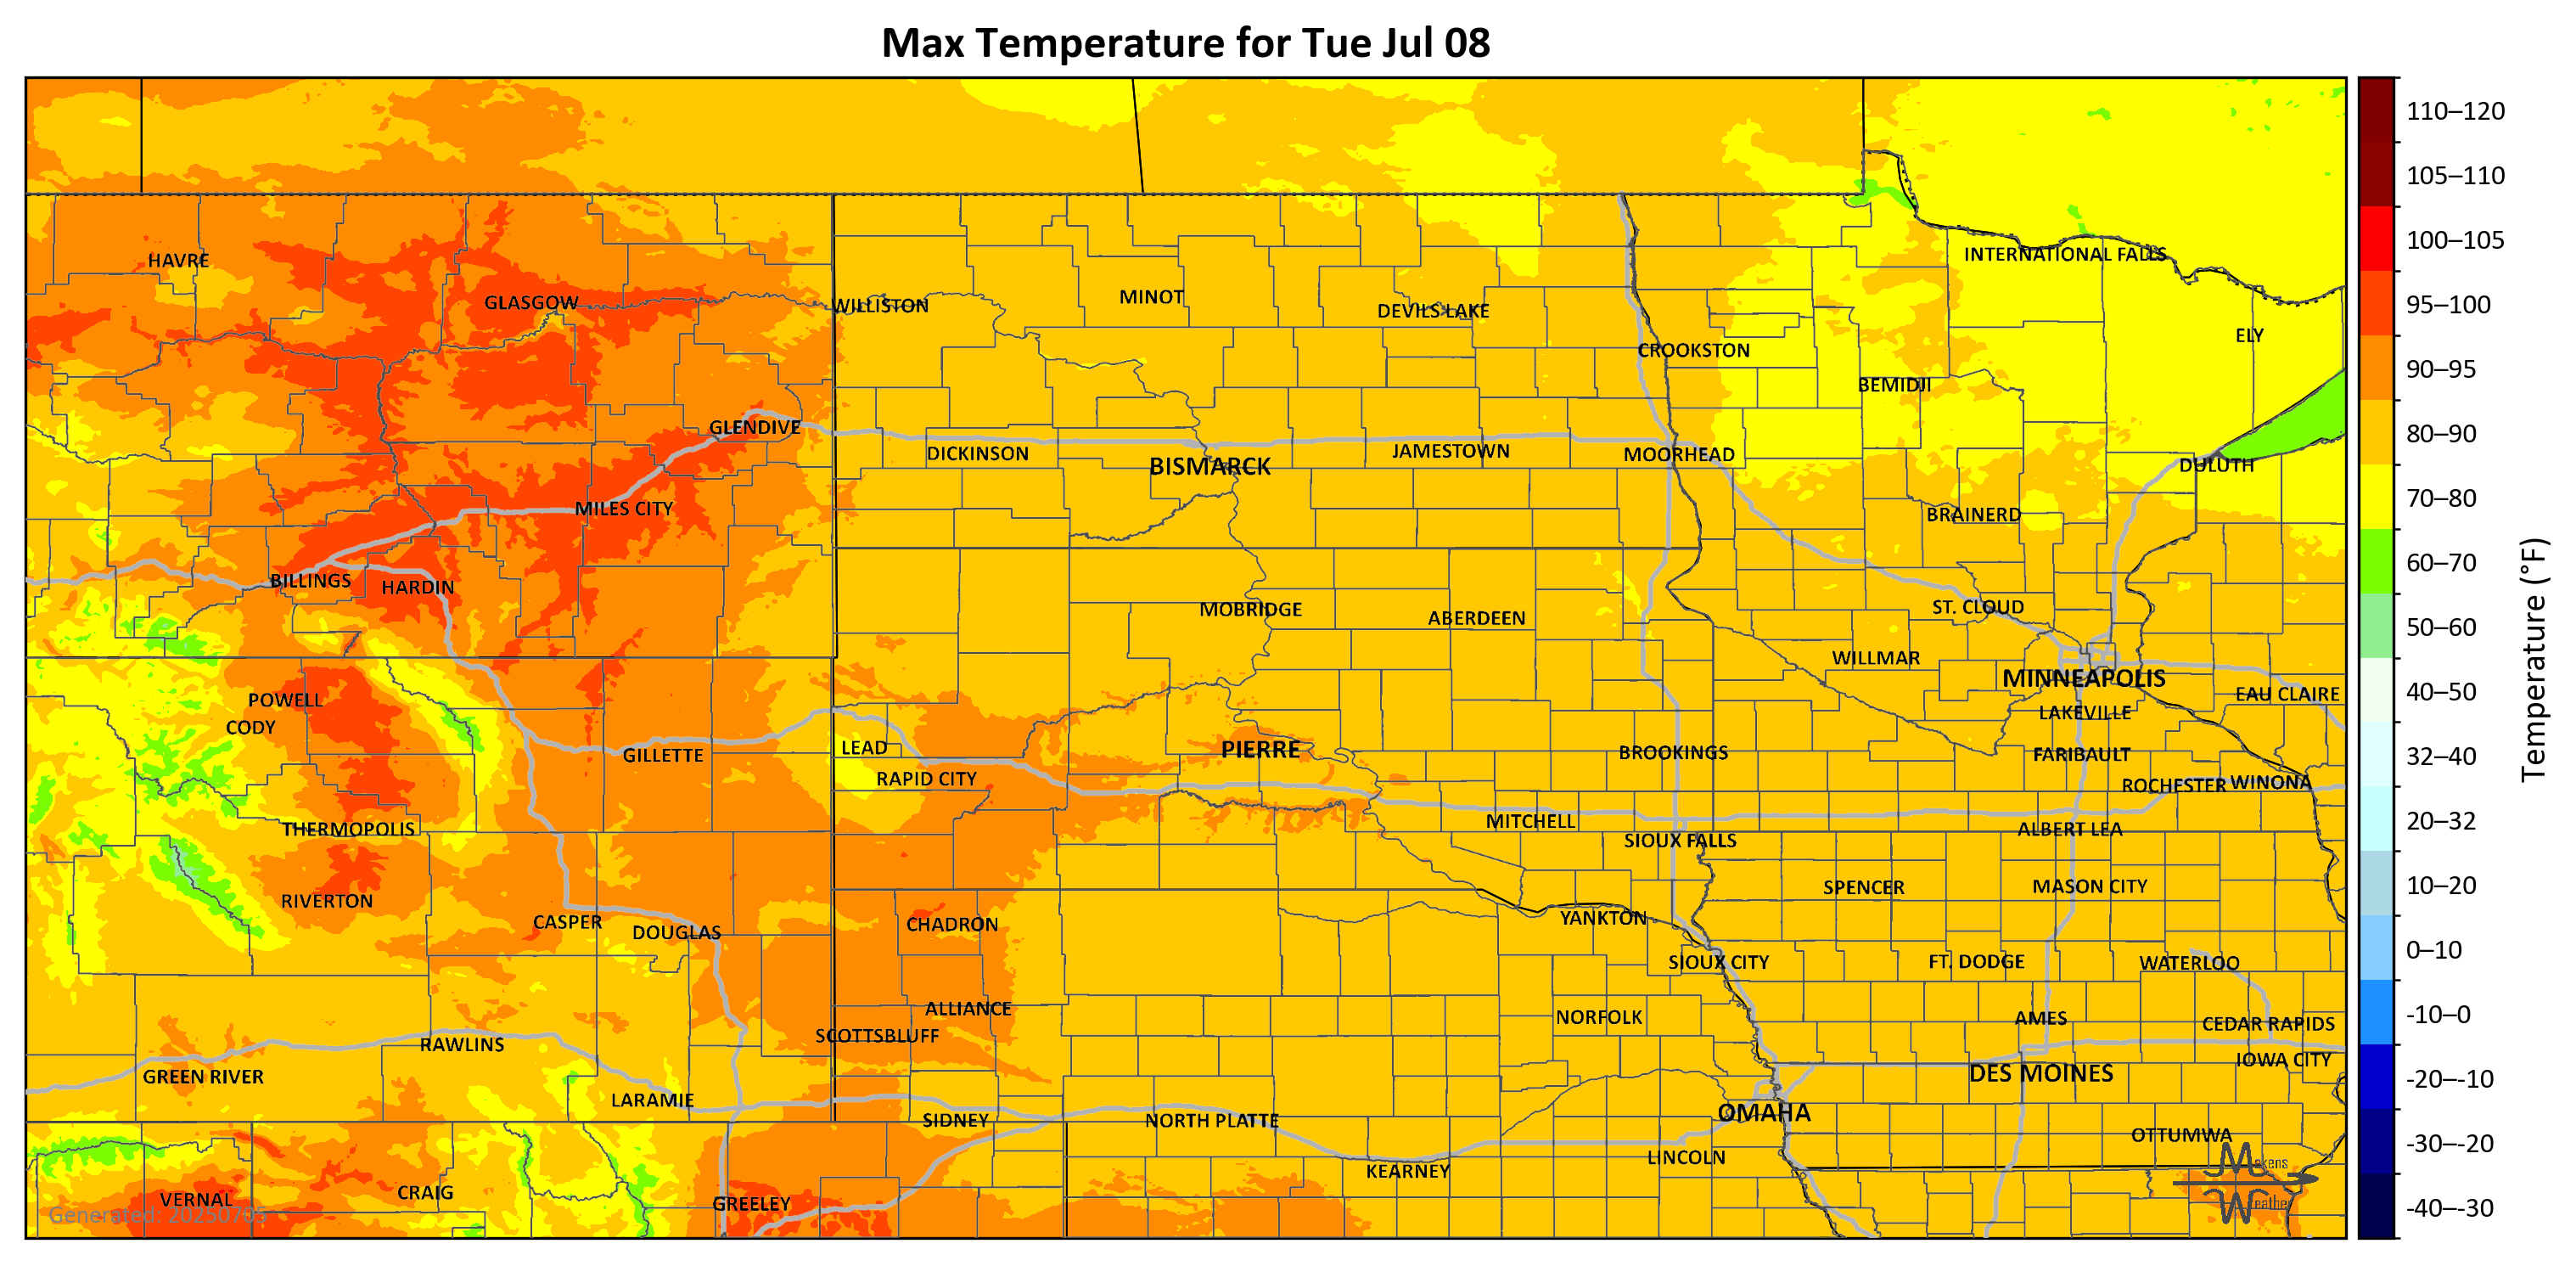 Max Temperature for Tue Jul 08
HAVRE
GLASGOW
WILLISTON
MINOT
DEVILS LAKE
CROOKSTON
INTERNATIONAL FALLS
ELY
BEMIDJI
GLENDIVE
DICKINSON
BISMARCK
JAMESTOWN
MOORHEAD
DULUTH
MILES CITY
BRAINERD
BILLINGS
HARDIN
MOBRIDGE
ABERDEEN
ST. CLOUD
WILLMAR
MINNEAPOLIS
EAU CLAIRE
POWELL
CODY
LAKEVILLE
GILLETTE
LEAD
PIERRE
BROOKINGS
FARIBAULT
RAPID CITY
ROCHESTER
WINONA
THERMOPOLIS
MITCHELL
SIOUX FALLS
ALBERT LEA
RIVERTON
SPENCER
MASON CITY
CASPER
DOUGLAS
CHADRON
YANKTON
SIOUX CITY
FT. DODGE
WATERLOO
ALLIANCE
SCOTTSBLUFF
NORFOLK
AMES
CEDAR RAPIDS
RAWLINS
IOWA CITY
GREEN RIVER
DES MOINES
LARAMIE
SIDNEY
NORTH PLATTE
OMAHA
OTTUMWA
KEARNEY
LINCOLN
VERNAL
CRAIG
GREELEY
Generated: 20250705
Makens
Weather
110–120
105–110
100–105
95–100
90–95
80–90
70–80
60–70
50–60
40–50
32–40
20–32
10–20
0–10
-10–0
-20–-10
-30–-20
-40–-30
Temperature (°F)